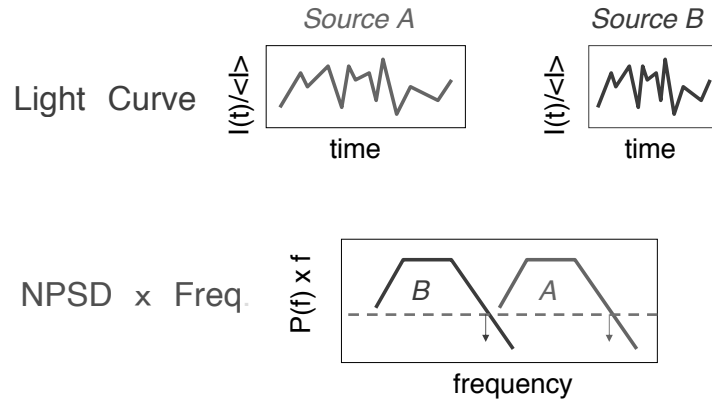 Source A
Source B
Light Curve
I(t)/<I>
time
I(t)/<I>
time
NPSD x Freq.
P(f) x f
B
A
frequency